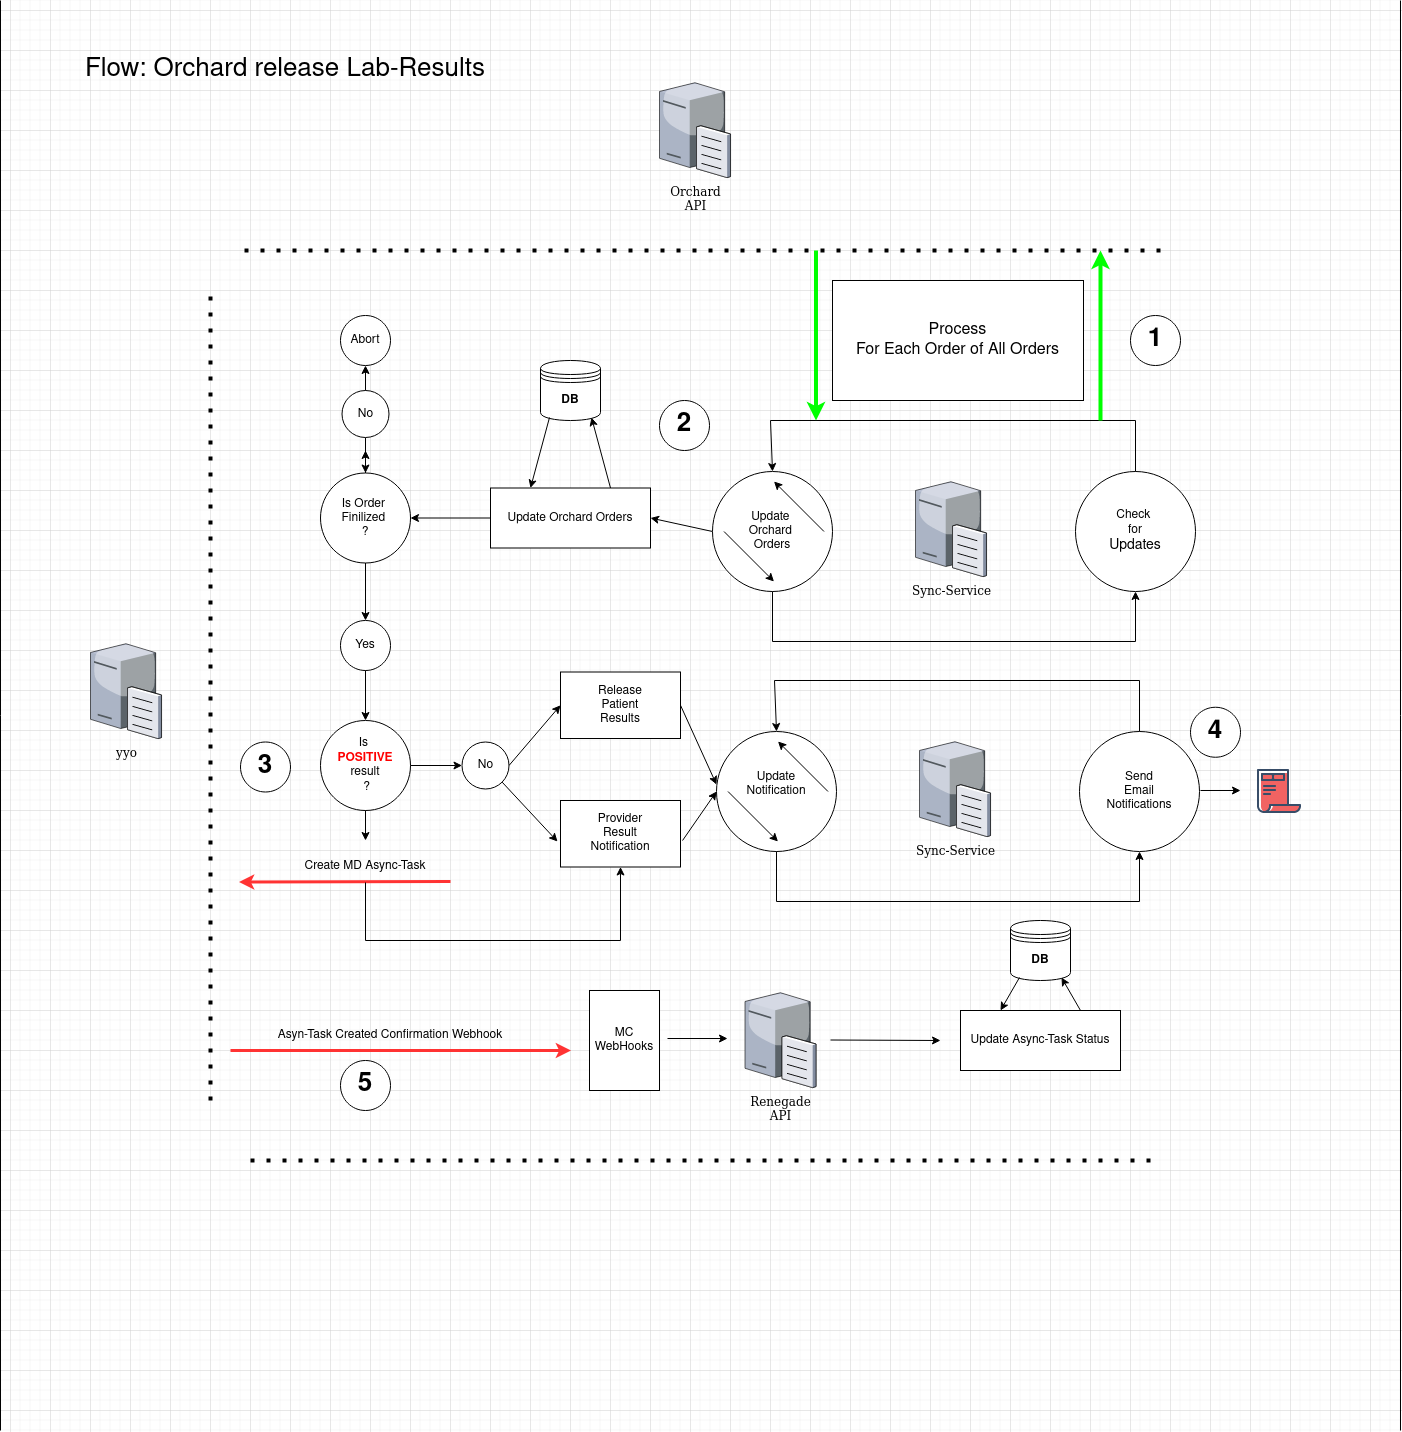 Flow: Orchard release Lab-Results
Orchard
API
Process
For Each Order of All Orders
1
Abort
No
DB
2
Is Order
Finilized
?
Update Orchard Orders
Update
Orchard
Orders
Sync-Service
Check
for
Updates
Yes
yyo
3
Is
POSITIVE
result
?
No
Release
Patient
Results
Provider
Result
Notification
Update
Notification
Sync-Service
Send
Email
Notifications
4
Create MD Async-Task
DB
Asyn-Task Created Confirmation Webhook
5
MC
WebHooks
Renegade
API
Update Async-Task Status